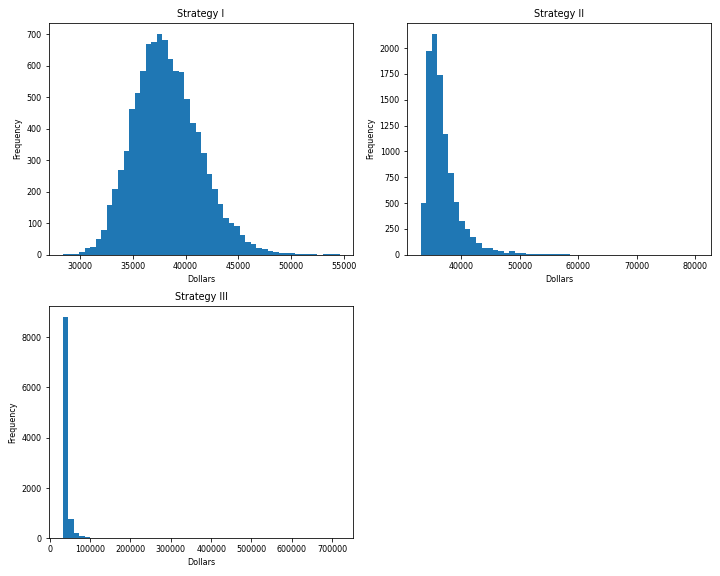 Strategy I
Frequency
700
600
500
400
300
200
100
0
30000 35000 40000 45000 50000 55000
Dollars
Strategy II
Frequency
2000
1750
1500
1250
1000
750
500
250
0
40000 50000 60000 70000 80000
Dollars
Strategy III
Frequency
8000
6000
4000
2000
0
0 100000 200000 300000 400000 500000 600000 700000
Dollars